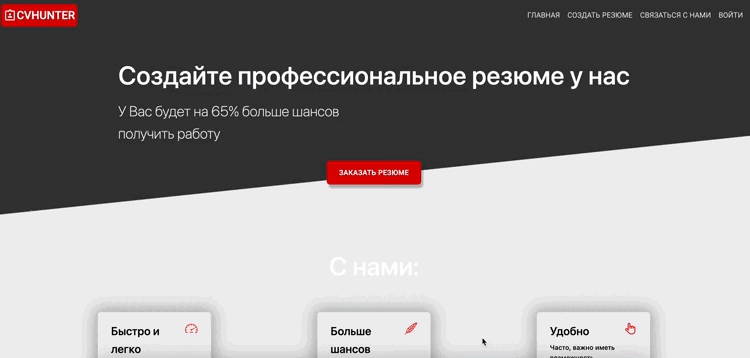 CVHUNTER
ГЛАВНАЯ СОЗДАТЬ РЕЗЮМЕ СВЯЗАТЬСЯ С НАМИ ВОЙТИ
Создайте профессиональное резюме у нас
У Вас будет на 65% больше шансов
получить работу
ЗАКАЗАТЬ РЕЗЮМЕ
С нами:
Быстро и
легко
Больше
шансов
Удобно
Часто, важно иметь